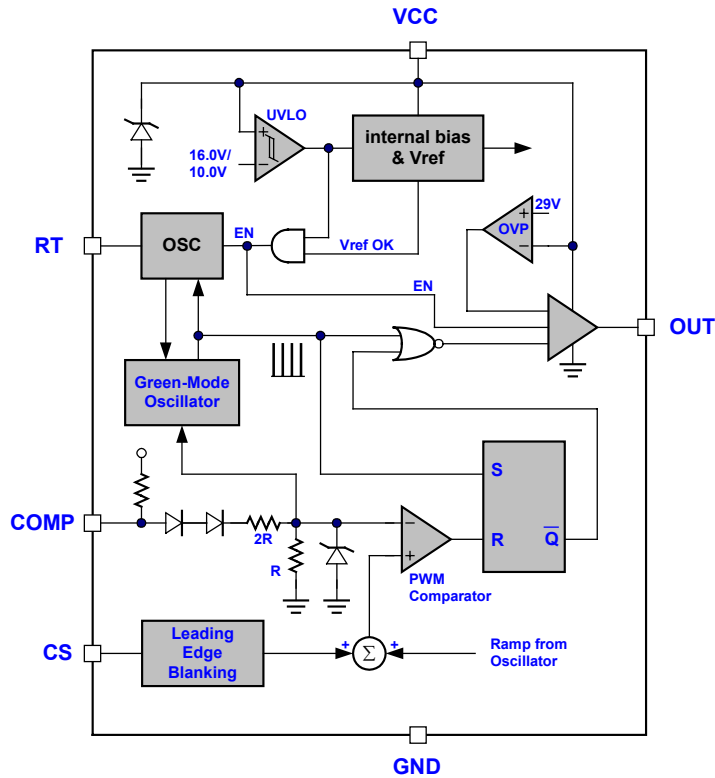 VCC
UVLO
16.0V/
10.0V
internal bias
& Vref
29V
OVP
RT
OSC
EN
Vref OK
EN
OUT
Green-Mode
Oscillator
COMP
2R
R
S
R
Q
PWM
Comparator
CS
Leading
Edge
Blanking
+
Σ
+
Ramp from
Oscillator
GND